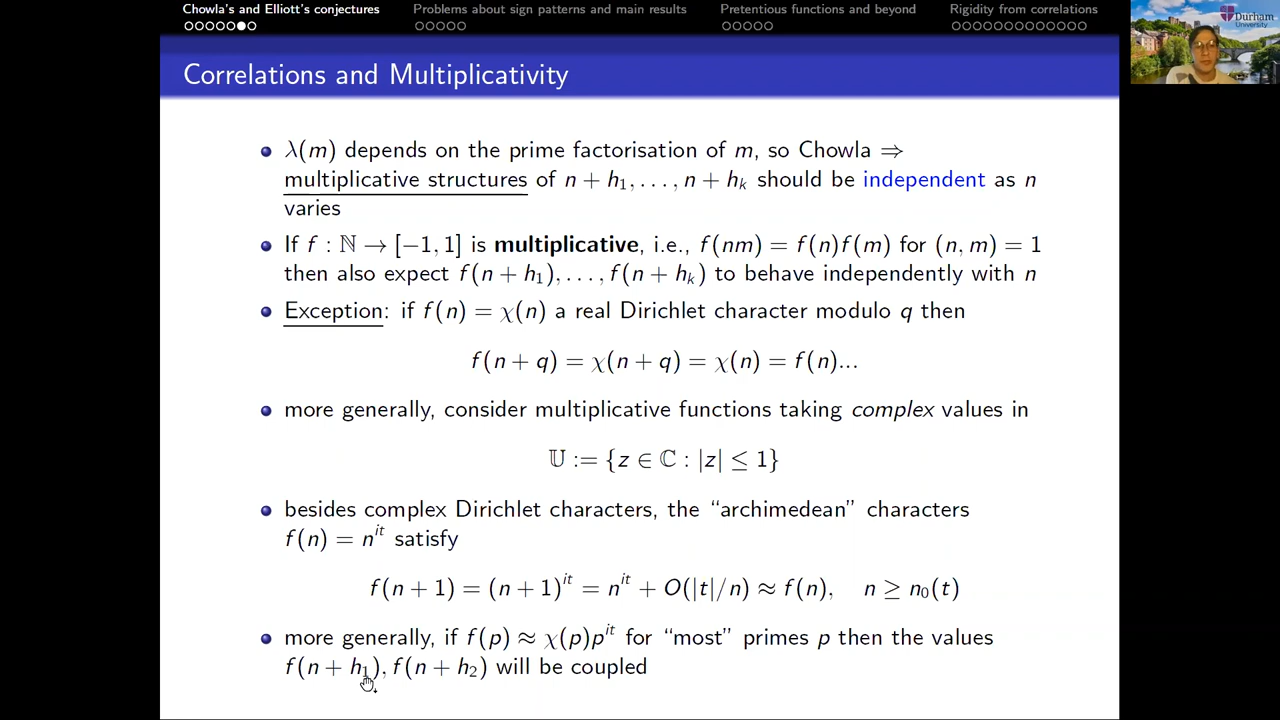 Chowla's and Elliott's conjectures Problems about sign patterns and main results Pretentious functions and beyond Rigidity from correlations
Durham University
Correlations and Multiplicativity
λ(m) depends on the prime factorisation of m, so Chowla ⇒
multiplicative structures of n + h₁, . . . , n + hₖ should be independent as n
varies
If f : ℕ → [−1, 1] is multiplicative, i.e., f(nm) = f(n)f(m) for (n, m) = 1
then also expect f(n + h₁), . . . , f(n + hₖ) to behave independently with n
Exception: if f(n) = χ(n) a real Dirichlet character modulo q then
f(n + q) = χ(n + q) = χ(n) = f(n)...
more generally, consider multiplicative functions taking complex values in
𝕌 := {z ∈ ℂ : |z| ≤ 1}
besides complex Dirichlet characters, the “archimedean” characters
f(n) = n^{it} satisfy
f(n + 1) = (n + 1)^{it} = n^{it} + O(|t|/n) ≈ f(n), n ≥ n₀(t)
more generally, if f(p) ≈ χ(p)p^{it} for “most” primes p then the values
f(n + h₁), f(n + h₂) will be coupled